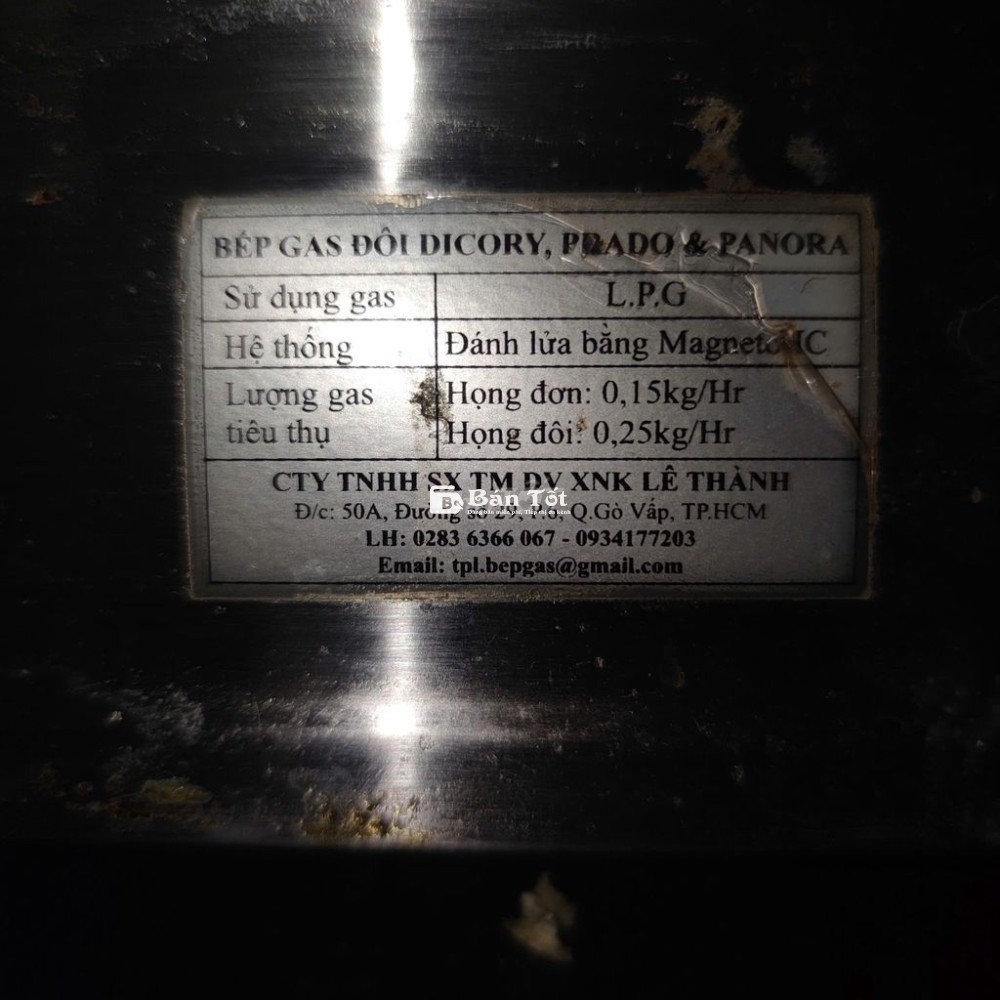 BẾP GAS ĐÔI DICORY, PRADO & PANORA
Sử dụng gas L.P.G
Hệ thống Đánh lửa bằng Magneto IC
Lượng gas Họng đơn: 0,15kg/Hr
tiêu thụ Họng đôi: 0,25kg/Hr
CTY TNHH SX TM DV XNK LÊ THÀNH
Bán Tốt
Đ/c: 50A, Đường số Q.Gò Vấp, TP.HCM
LH: 0283 6366 067 - 0934177203
Email: tpl.bepgas@gmail.com